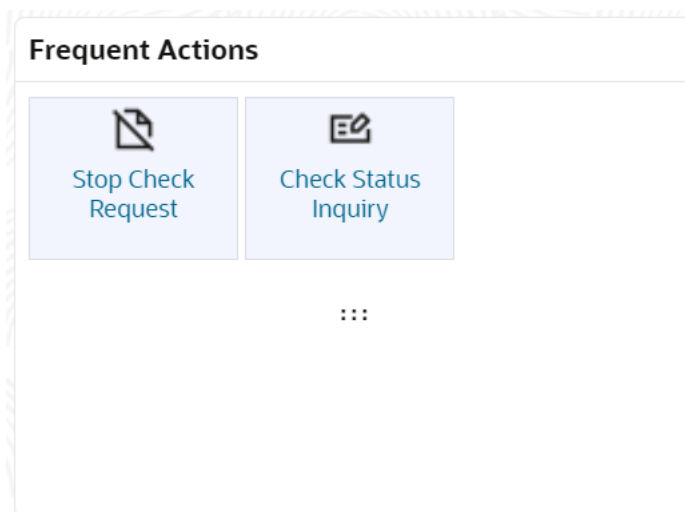 Frequent Actions
Stop Check
Request
Check Status
Inquiry